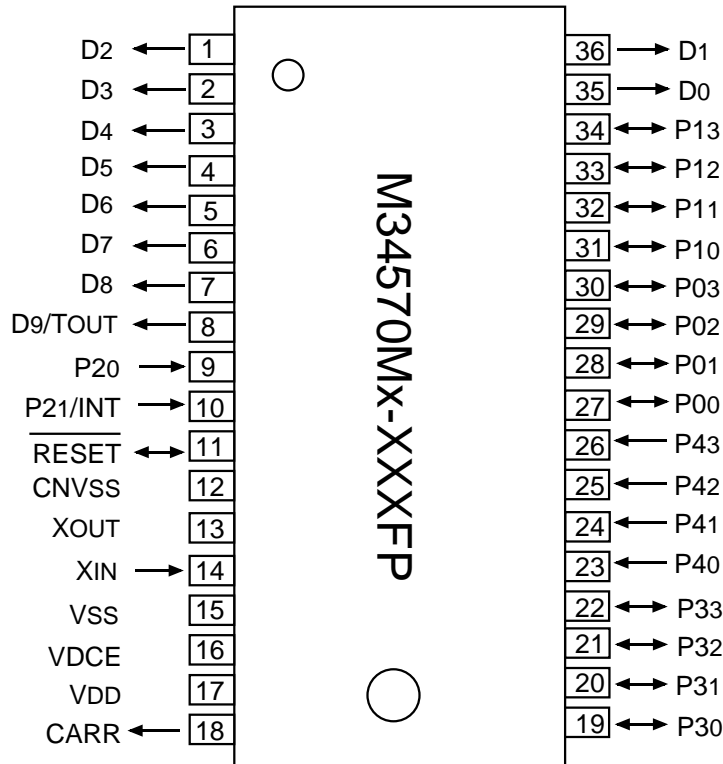 D2 1
D3 2
D4 3
D5 4
D6 5
D7 6
D8 7
D9/TOUT 8
P20 9
P21/INT 10
RESET 11
CNVSS 12
XOUT 13
XIN 14
VSS 15
VDCE 16
VDD 17
CARR 18
M34570Mx-XXXFP
36 D1
35 D0
34 P13
33 P12
32 P11
31 P10
30 P03
29 P02
28 P01
27 P00
26 P43
25 P42
24 P41
23 P40
22 P33
21 P32
20 P31
19 P30